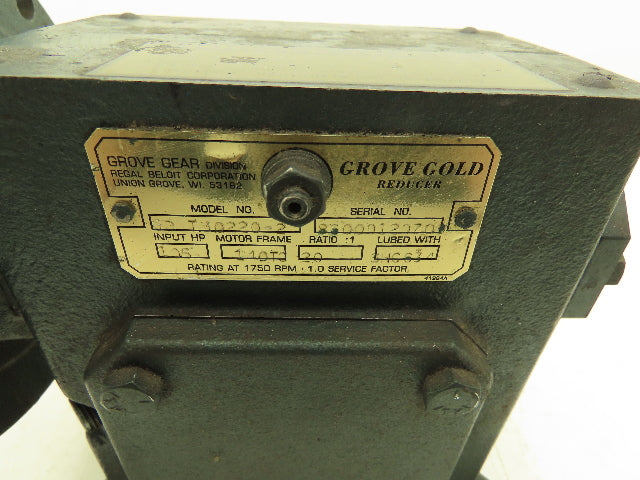 GROVE GEAR DIVISION
REGAL BELOIT CORPORATION
UNION GROVE, WI. 53182
GROVE GOLD
REDUCER
MODEL NO. SERIAL NO.
INPUT HP MOTOR FRAME RATIO :1 LUBED WITH
20
RATING AT 1750 RPM - 1.0 SERVICE FACTOR